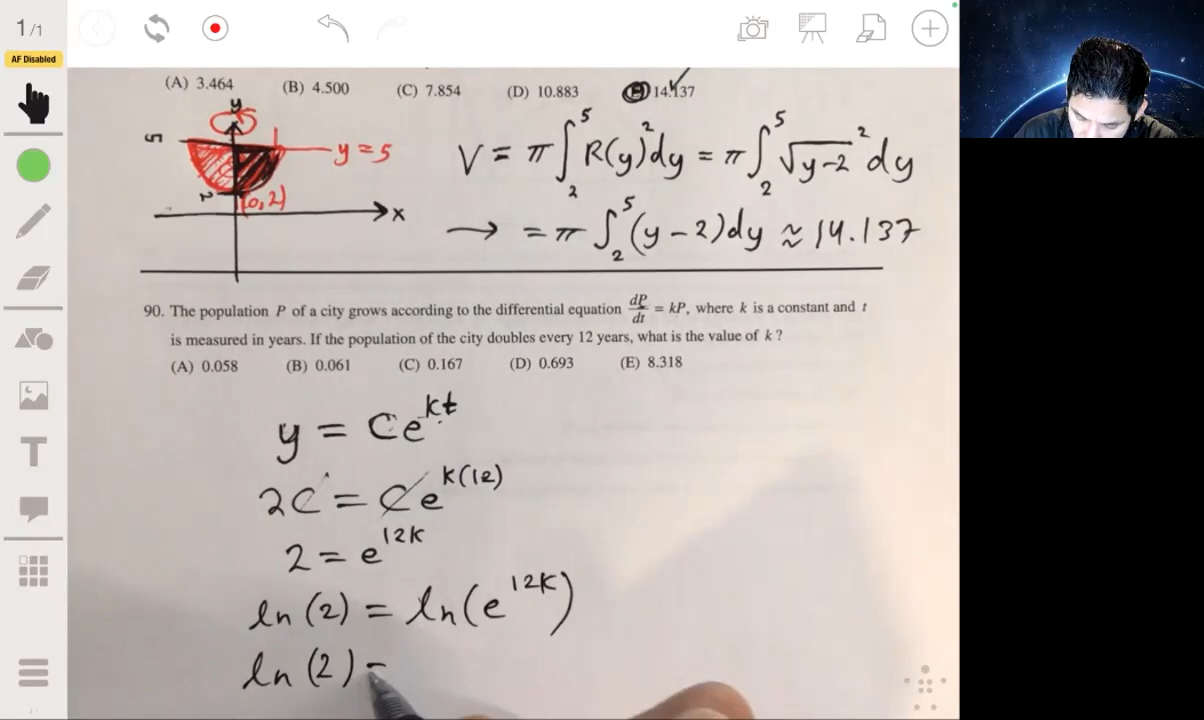 1/1
AF Disabled
(A) 3.464 (B) 4.500 (C) 7.854 (D) 10.883 (E) 14.137
y
5
y = 5
2
(0,2)
x
V = π ∫₂⁵ R(y)² dy = π ∫₂⁵ √y-2² dy
→ = π ∫₂⁵ (y - 2) dy ≈ 14.137
90. The population P of a city grows according to the differential equation dP/dt = kP, where k is a constant and t
is measured in years. If the population of the city doubles every 12 years, what is the value of k ?
(A) 0.058 (B) 0.061 (C) 0.167 (D) 0.693 (E) 8.318
y = Ce^kt
2C = Ce^k(12)
2 = e^12k
ln (2) = ln(e^12k)
ln (2) =
T